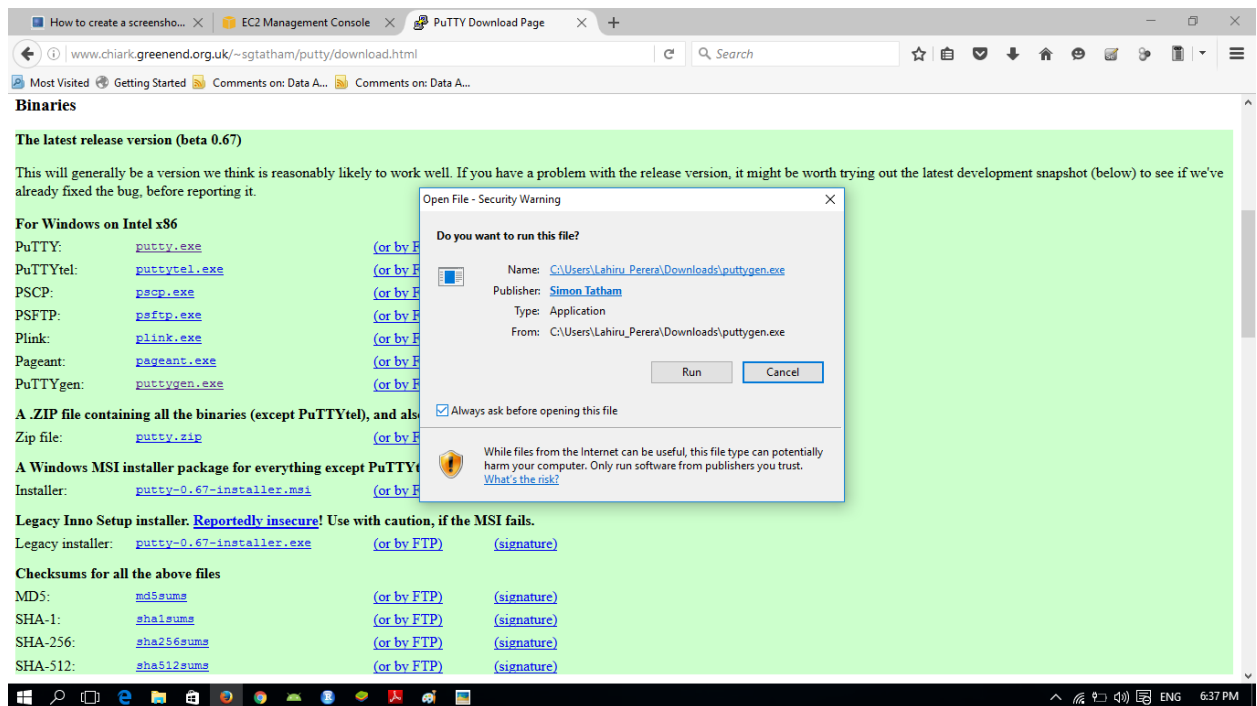 How to create a screensho...
EC2 Management Console
PuTTY Download Page
www.chiark.greenend.org.uk/~sgtatham/putty/download.html
Search
Most Visited Getting Started Comments on: Data A... Comments on: Data A...
Binaries
The latest release version (beta 0.67)
This will generally be a version we think is reasonably likely to work well. If you have a problem with the release version, it might be worth trying out the latest development snapshot (below) to see if we've
already fixed the bug, before reporting it.
For Windows on Intel x86
PuTTY: putty.exe (or by F
PuTTYtel: puttytel.exe (or by F
PSCP: pscp.exe (or by F
PSFTP: psftp.exe (or by F
Plink: plink.exe (or by F
Pageant: pageant.exe (or by F
PuTTYgen: puttygen.exe (or by F
A .ZIP file containing all the binaries (except PuTTYtel), and also
Zip file: putty.zip (or by F
A Windows MSI installer package for everything except PuTTYt
Installer: putty-0.67-installer.msi (or by F
Legacy Inno Setup installer. Reportedly insecure! Use with caution, if the MSI fails.
Legacy installer: putty-0.67-installer.exe (or by FTP) (signature)
Checksums for all the above files
MD5: md5sums (or by FTP) (signature)
SHA-1: sha1sums (or by FTP) (signature)
SHA-256: sha256sums (or by FTP) (signature)
SHA-512: sha512sums (or by FTP) (signature)
Open File - Security Warning
Do you want to run this file?
Name: C:\Users\Lahiru_Perera\Downloads\puttygen.exe
Publisher: Simon Tatham
Type: Application
From: C:\Users\Lahiru_Perera\Downloads\puttygen.exe
Run Cancel
Always ask before opening this file
While files from the Internet can be useful, this file type can potentially
harm your computer. Only run software from publishers you trust.
What's the risk?
ENG 6:37 PM